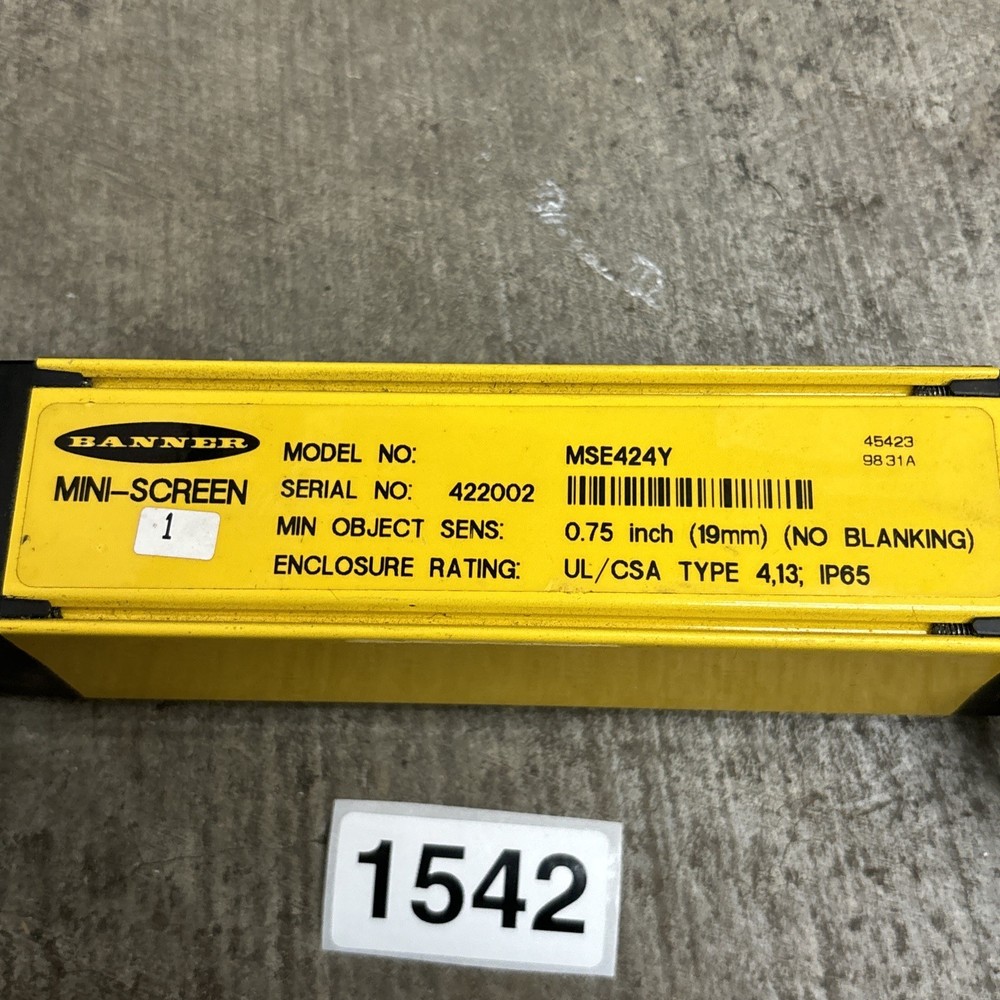 BANNER
MINI-SCREEN
1
MODEL NO: MSE424Y
SERIAL NO: 422002
MIN OBJECT SENS: 0.75 inch (19mm) (NO BLANKING)
ENCLOSURE RATING: UL/CSA TYPE 4,13; IP65
45423
9831A
1542